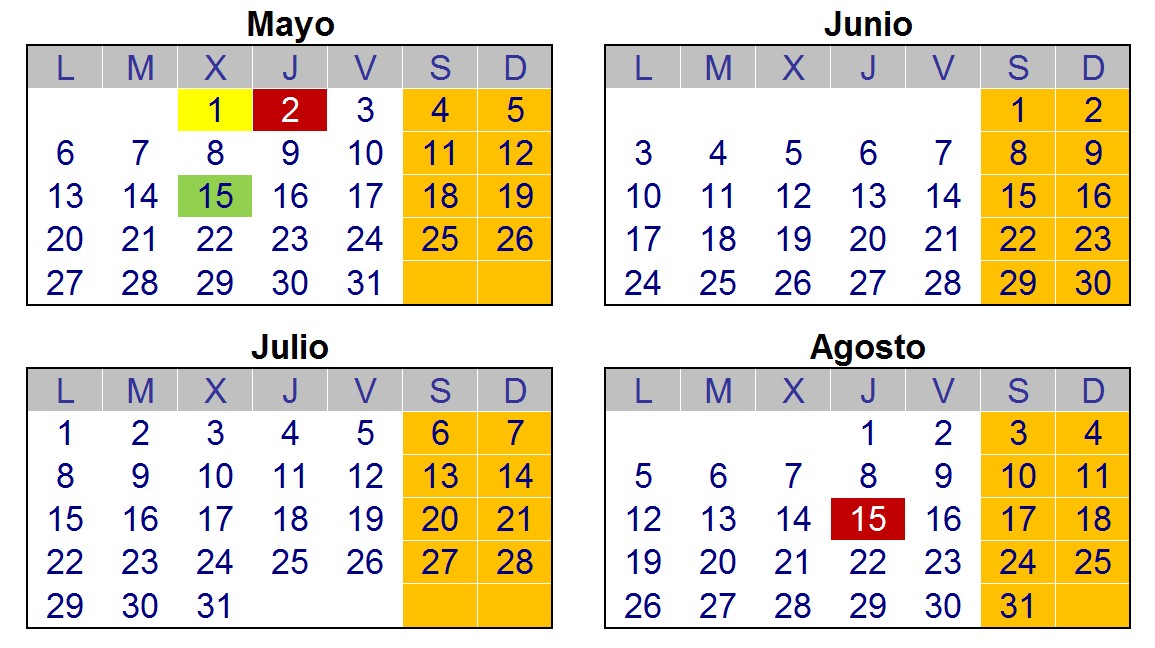 Mayo
L M X J V S D
1 2 3 4 5
6 7 8 9 10 11 12
13 14 15 16 17 18 19
20 21 22 23 24 25 26
27 28 29 30 31
Junio
L M X J V S D
1 2
3 4 5 6 7 8 9
10 11 12 13 14 15 16
17 18 19 20 21 22 23
24 25 26 27 28 29 30
Julio
L M X J V S D
1 2 3 4 5 6 7
8 9 10 11 12 13 14
15 16 17 18 19 20 21
22 23 24 25 26 27 28
29 30 31
Agosto
L M X J V S D
1 2 3 4
5 6 7 8 9 10 11
12 13 14 15 16 17 18
19 20 21 22 23 24 25
26 27 28 29 30 31